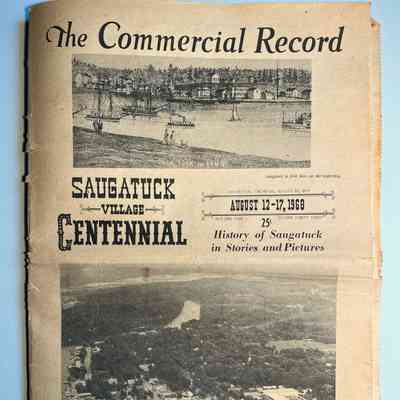 The Commercial Record
SAUGATUCK
VILLAGE
CENTENNIAL
AUGUST 12-17, 1968
25¢
History of Saugatuck
in Stories and Pictures